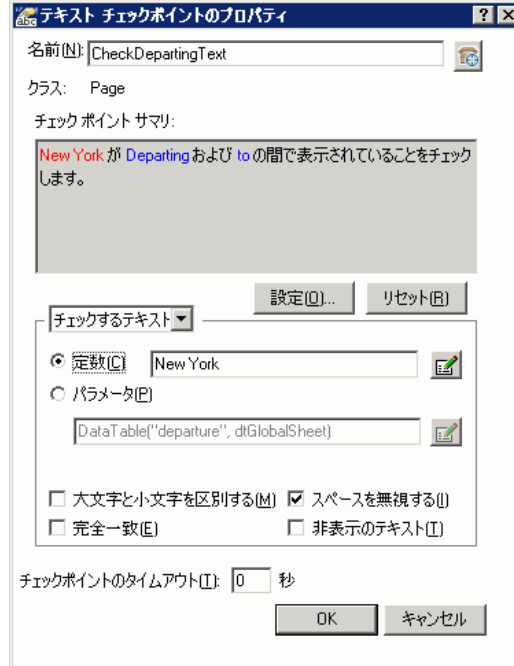 テキスト チェックポイントのプロパティ
名前(N): CheckDepartingText
クラス: Page
チェック ポイント サマリ:
New York が Departing および to の間で表示されていることをチェック
します。
設定(O)... リセット(R)
チェックするテキスト
定数(C) New York
パラメータ(P)
DataTable("departure", dtGlobalSheet)
大文字と小文字を区別する(M) スペースを無視する(I)
完全一致(E) 非表示のテキスト(T)
チェックポイントのタイムアウト(T): 0 秒
OK キャンセル